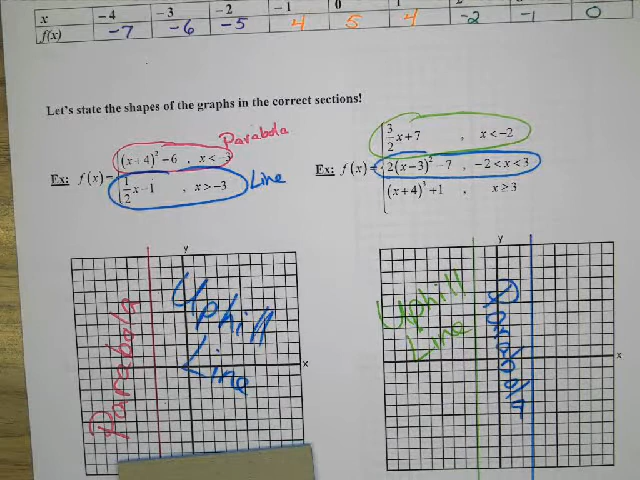 x -4 -3 -2 -1 0 1 2
f(x) -7 -6 -5 4 5 4 -2 -1 0
Let's state the shapes of the graphs in the correct sections!
Parabola
Ex: f(x)= (x+4)² -6 , x < -3
1/2 x -1 , x > -3
Line
3/2 x + 7 , x < -2
Ex: f(x) = 2(x-3)² -7 , -2 < x < 3
(x+4)³ +1 , x ≥ 3
y
x
Parabola
Uphill
Line
y
x
Uphill
Line
Parabola